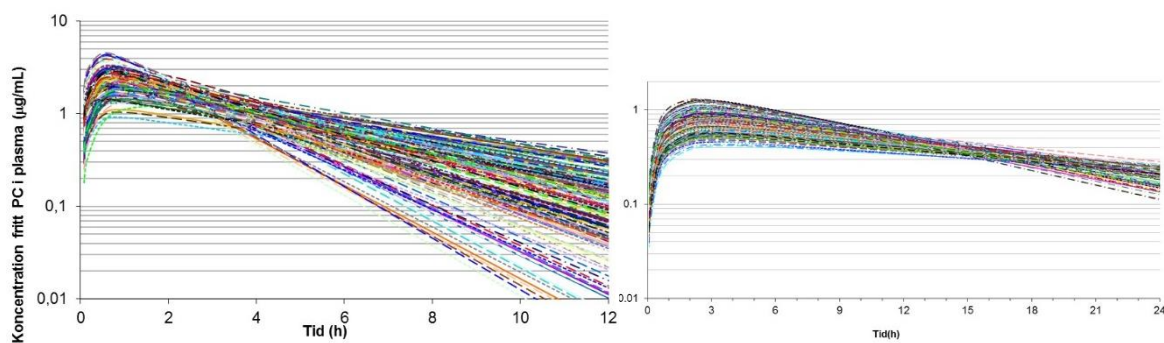 10
1
0,1
0,01
Koncentration fritt PC i plasma (µg/mL)
0 2 4 6 8 10 12
Tid (h)
1
0.1
0.01
0 3 6 9 12 15 18 21 24
Tid(h)